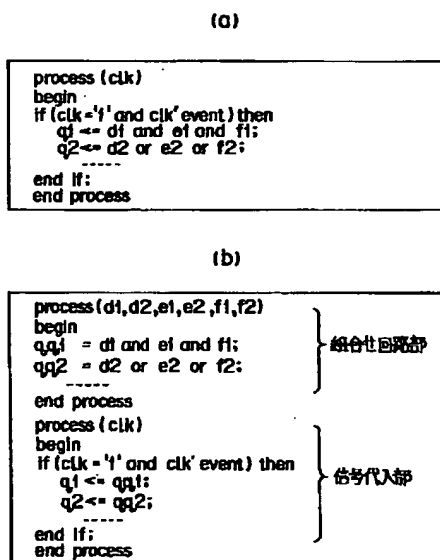 (a)
process (clk)
begin
if (clk='1' and clk'event) then
q1 <= d1 and e1 and f1;
q2<= d2 or e2 or f2;
-----
end if;
end process
(b)
process(d1,d2,e1,e2,f1,f2)
begin
qq1 = d1 and e1 and f1;
qq2 = d2 or e2 or f2;
-----
end process
組合せ回路部
process (clk)
begin
if (clk = '1' and clk' event) then
q1 <= qq1;
q2<= qq2;
-----
end if;
end process
信号代入部